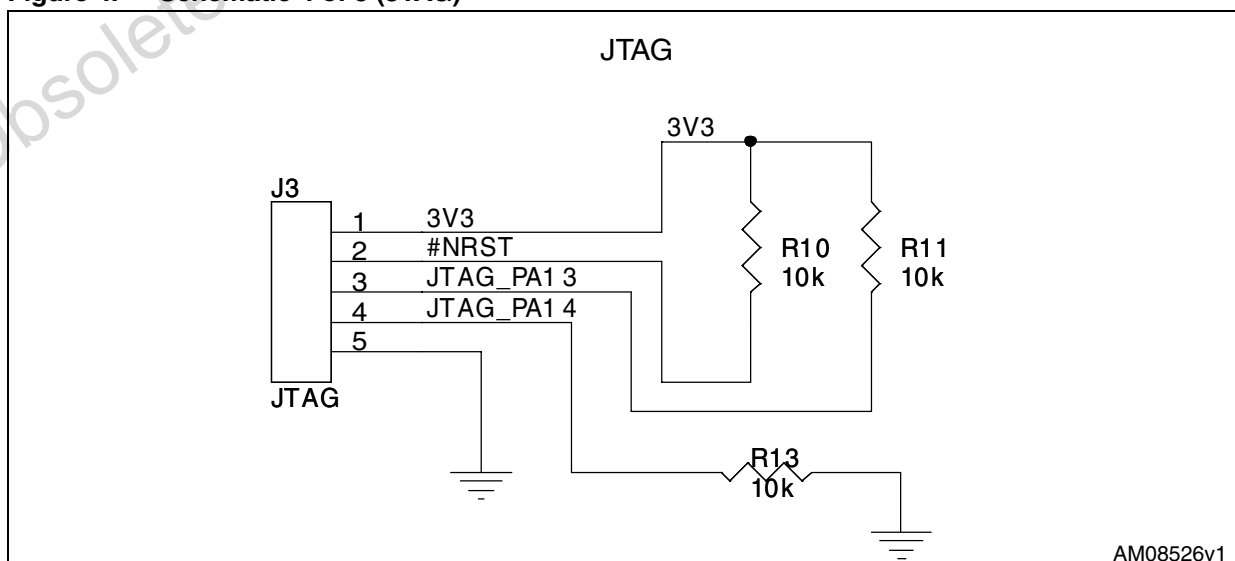 JTAG
3V3
J3
1 3V3
2 #NRST
3 JTAG_PA13
4 JTAG_PA14
5
JTAG
R10
10k
R11
10k
R13
10k
AM08526v1